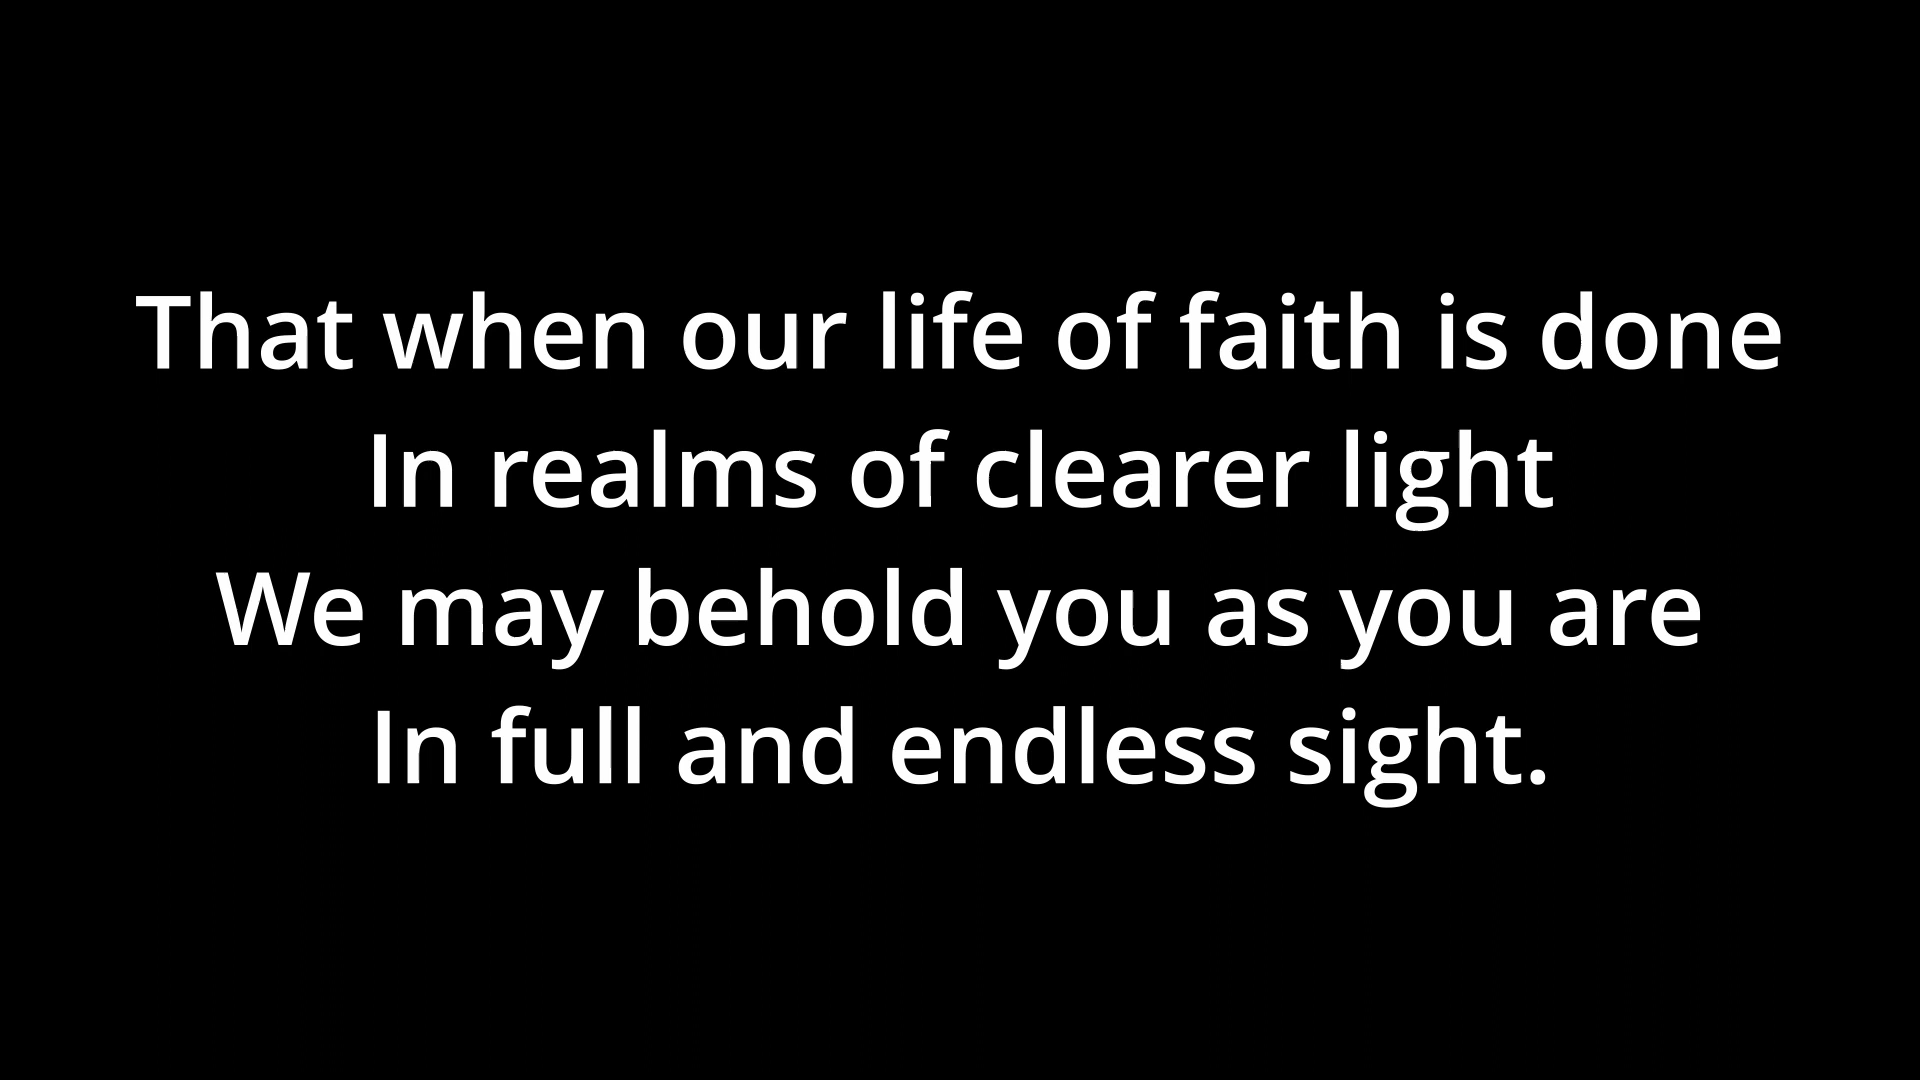 That when our life of faith is done
In realms of clearer light
We may behold you as you are
In full and endless sight.